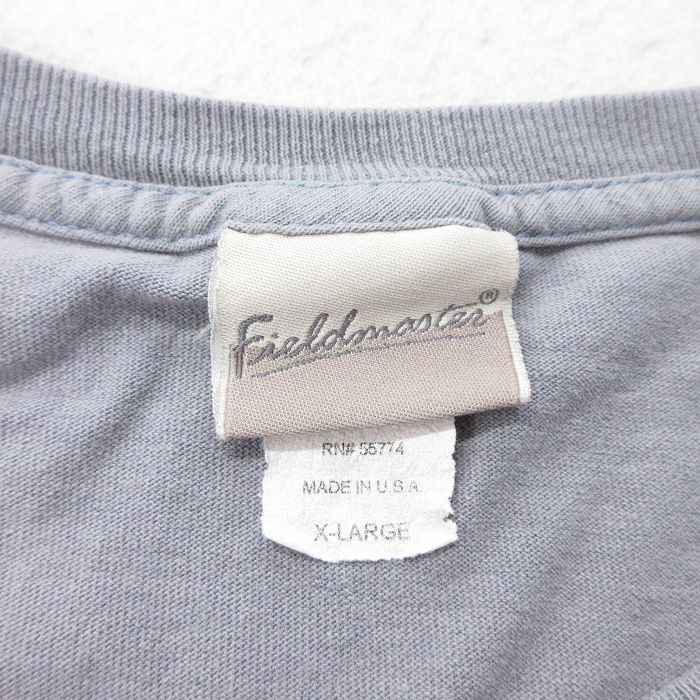 Fieldmaster®
RN# 55774
MADE IN U.S.A.
X-LARGE